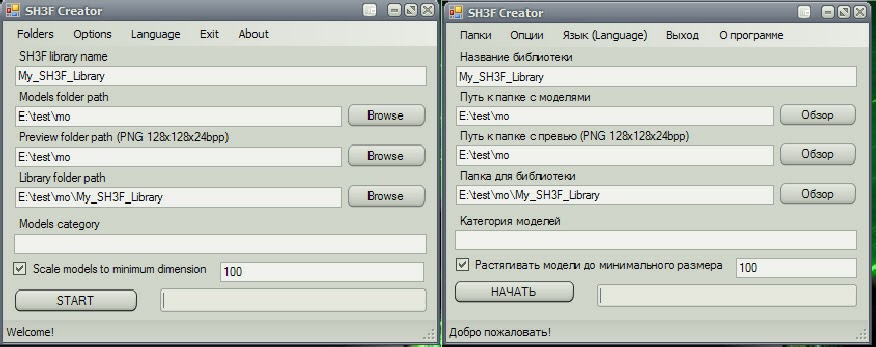 SH3F Creator
Folders Options Language Exit About
SH3F library name
My_SH3F_Library
Models folder path
E:\test\mo Browse
Preview folder path (PNG 128x128x24bpp)
E:\test\mo Browse
Library folder path
E:\test\mo\My_SH3F_Library Browse
Models category
Scale models to minimum dimension 100
START
Welcome!
SH3F Creator
Папки Опции Язык (Language) Выход О программе
Название библиотеки
My_SH3F_Library
Путь к папке с моделями
E:\test\mo Обзор
Путь к папке с превью (PNG 128x128x24bpp)
E:\test\mo Обзор
Папка для библиотеки
E:\test\mo\My_SH3F_Library Обзор
Категория моделей
Растягивать модели до минимального размера 100
НАЧАТЬ
Добро пожаловать!